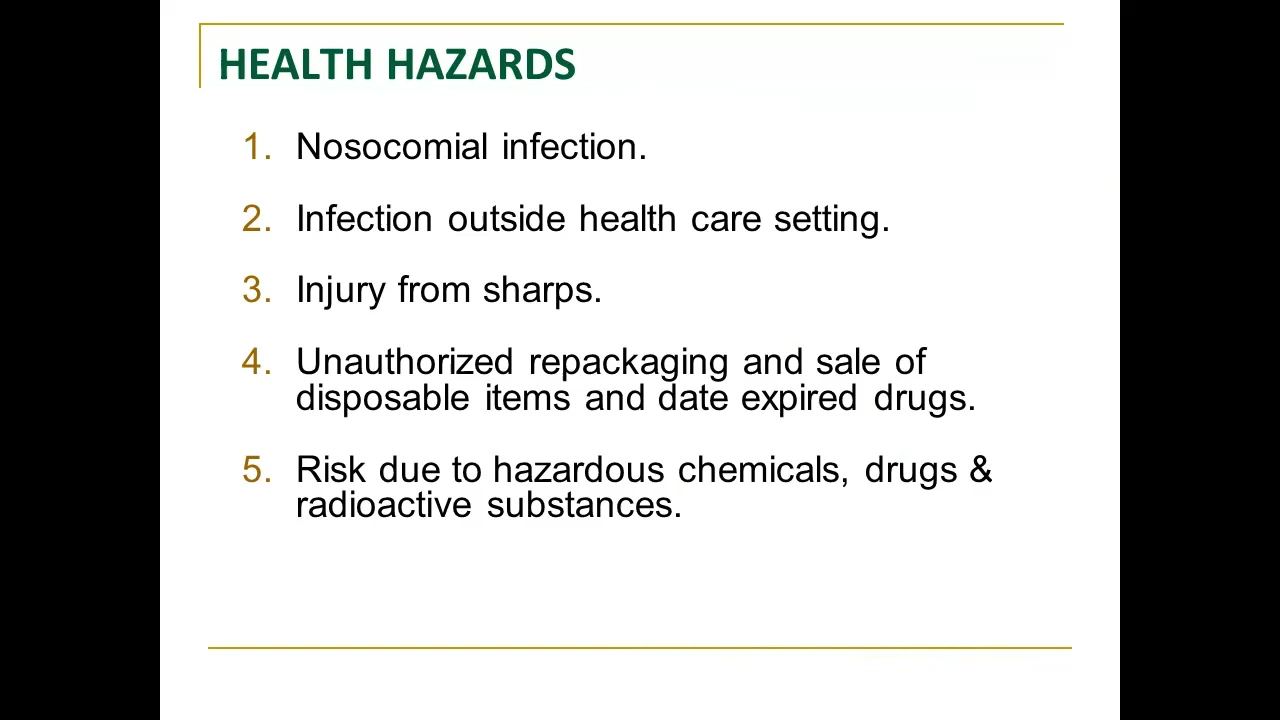 HEALTH HAZARDS
1. Nosocomial infection.
2. Infection outside health care setting.
3. Injury from sharps.
4. Unauthorized repackaging and sale of
disposable items and date expired drugs.
5. Risk due to hazardous chemicals, drugs &
radioactive substances.